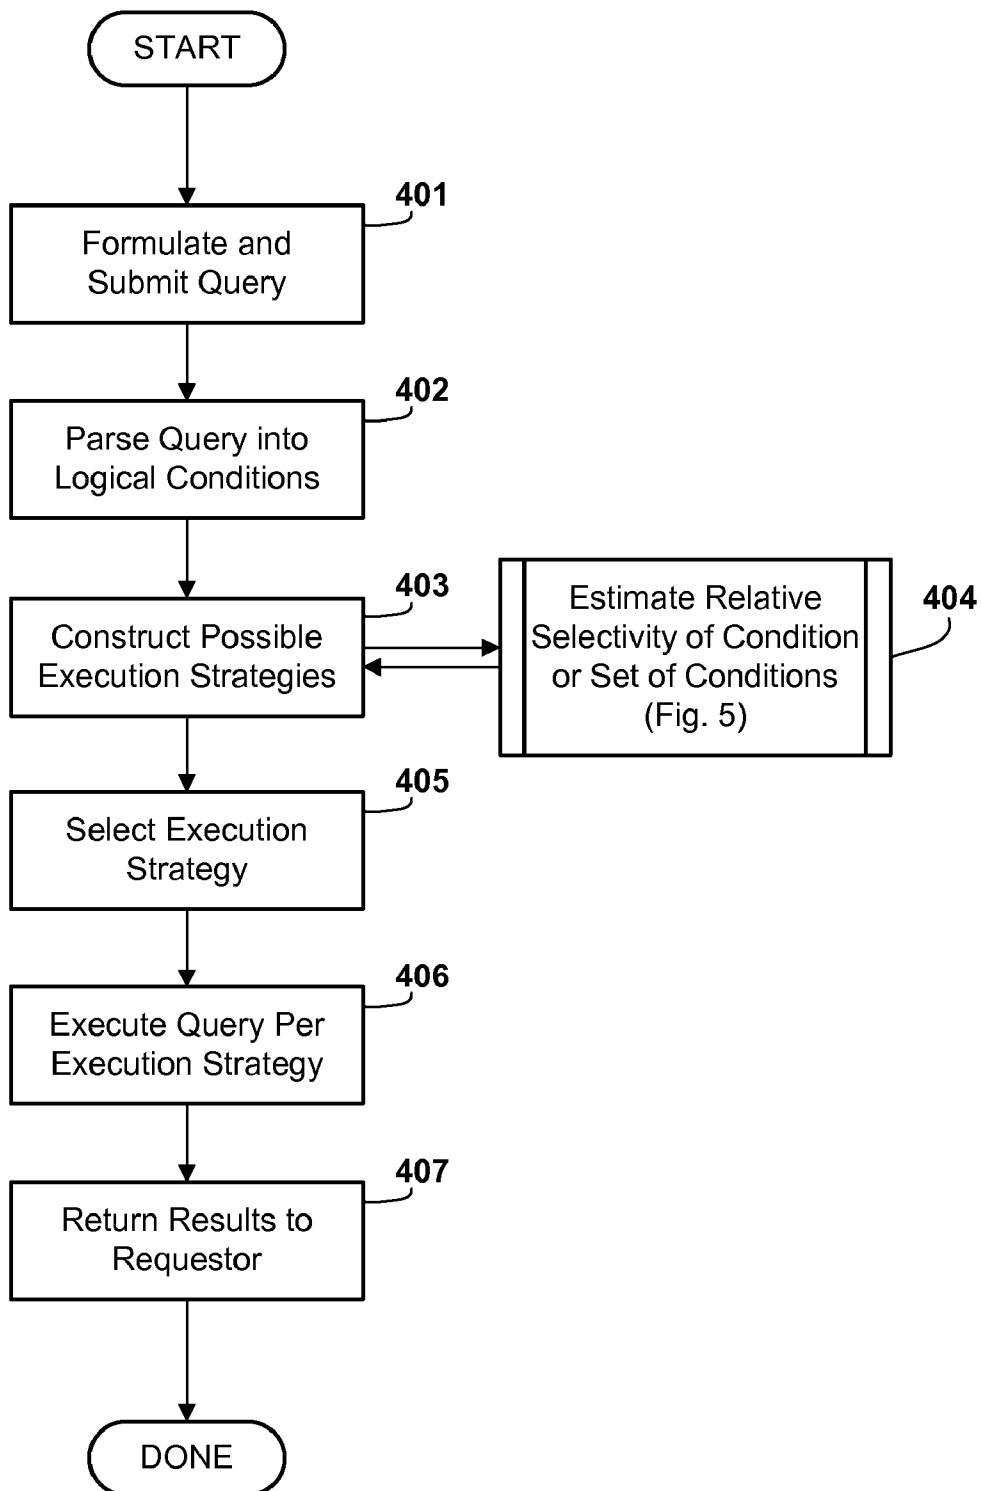 START
401
Formulate and
Submit Query
402
Parse Query into
Logical Conditions
403
Construct Possible
Execution Strategies
404
Estimate Relative
Selectivity of Condition
or Set of Conditions
(Fig. 5)
405
Select Execution
Strategy
406
Execute Query Per
Execution Strategy
407
Return Results to
Requestor
DONE